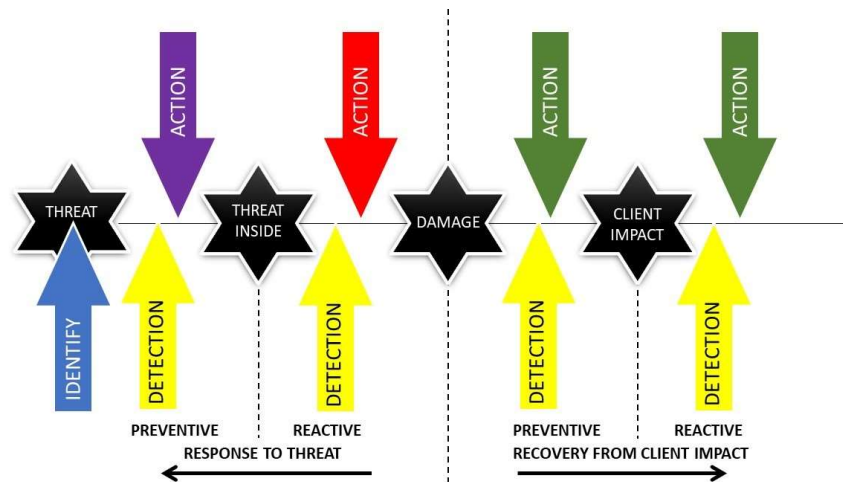 ACTION
ACTION
ACTION
ACTION
THREAT
THREAT
INSIDE
DAMAGE
CLIENT
IMPACT
IDENTIFY
DETECTION
DETECTION
DETECTION
DETECTION
PREVENTIVE
REACTIVE
PREVENTIVE
REACTIVE
RESPONSE TO THREAT
RECOVERY FROM CLIENT IMPACT